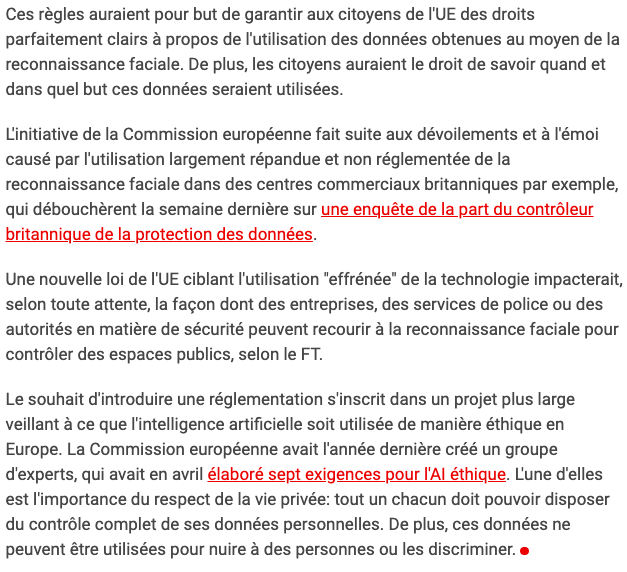 Ces règles auraient pour but de garantir aux citoyens de l'UE des droits
parfaitement clairs à propos de l'utilisation des données obtenues au moyen de la
reconnaissance faciale. De plus, les citoyens auraient le droit de savoir quand et
dans quel but ces données seraient utilisées.
L'initiative de la Commission européenne fait suite aux dévoilements et à l'émoi
causé par l'utilisation largement répandue et non réglementée de la
reconnaissance faciale dans des centres commerciaux britanniques par exemple,
qui débouchèrent la semaine dernière sur une enquête de la part du contrôleur
britannique de la protection des données.
Une nouvelle loi de l'UE ciblant l'utilisation "effrénée" de la technologie impacterait,
selon toute attente, la façon dont des entreprises, des services de police ou des
autorités en matière de sécurité peuvent recourir à la reconnaissance faciale pour
contrôler des espaces publics, selon le FT.
Le souhait d'introduire une réglementation s'inscrit dans un projet plus large
veillant à ce que l'intelligence artificielle soit utilisée de manière éthique en
Europe. La Commission européenne avait l'année dernière créé un groupe
d'experts, qui avait en avril élaboré sept exigences pour l'AI éthique. L'une d'elles
est l'importance du respect de la vie privée: tout un chacun doit pouvoir disposer
du contrôle complet de ses données personnelles. De plus, ces données ne
peuvent être utilisées pour nuire à des personnes ou les discriminer.